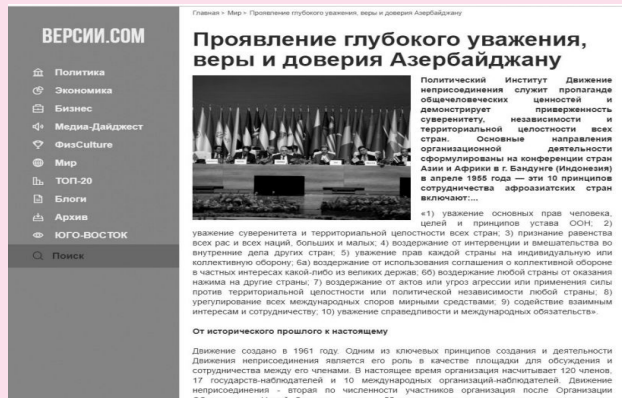 Главная > Мир > Проявление глубокого уважения, веры и доверия Азербайджану
ВЕРСИИ.COM
Политика
Экономика
Бизнес
Медиа-Дайджест
ФизCulture
Мир
ТОП-20
Блоги
Архив
ЮГО-ВОСТОК
Поиск
Проявление глубокого уважения,
веры и доверия Азербайджану
Политический Институт Движение
неприсоединения служит пропаганде
общечеловеческих ценностей и
демонстрирует приверженность
суверенитету, независимости и
территориальной целостности всех
стран. Основные направления
организационной деятельности
сформулированы на конференции стран
Азии и Африки в г. Бандунге (Индонезия)
в апреле 1955 года — эти 10 принципов
сотрудничества афроазиатских стран
включают:...
«1) уважение основных прав человека,
целей и принципов устава ООН; 2)
уважение суверенитета и территориальной целостности всех стран; 3) признание равенства
всех рас и всех наций, больших и малых; 4) воздержание от интервенции и вмешательства во
внутренние дела других стран; 5) уважение прав каждой страны на индивидуальную или
коллективную оборону; 6а) воздержание от использования соглашения о коллективной обороне
в частных интересах какой-либо из великих держав; 6б) воздержание любой страны от оказания
нажима на другие страны; 7) воздержание от актов или угроз агрессии или применения силы
против территориальной целостности или политической независимости любой страны; 8)
урегулирование всех международных споров мирными средствами; 9) содействие взаимным
интересам и сотрудничеству; 10) уважение справедливости и международных обязательств».
От исторического прошлого к настоящему
Движение создано в 1961 году. Одним из ключевых принципов создания и деятельности
Движения неприсоединения является его роль в качестве площадки для обсуждения и
сотрудничества между его членами. В настоящее время организация насчитывает 120 членов,
17 государств-наблюдателей и 10 международных организаций-наблюдателей. Движение
неприсоединения - вторая по численности участников организация после Организации